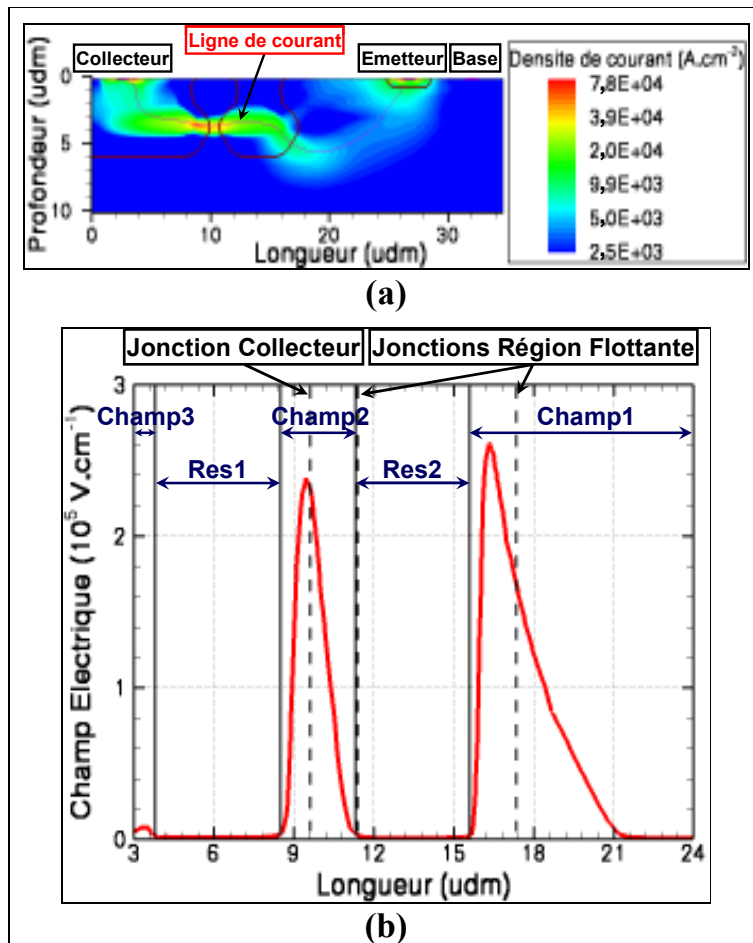 (a)
Ligne de courant
Collecteur
Emetteur
Base
Densite de courant [A.cm⁻²]
7,8E+04
3,9E+04
2,0E+04
9,9E+03
5,0E+03
2,5E+03
Profondeur (udm)
0
5
10
0 10 20 30
Longueur (udm)
(a)
Jonction Collecteur
Jonctions Région Flottante
Champ3
Champ2
Champ1
Res1
Res2
Champ Electrique (10⁵ V.cm⁻¹)
3
2
1
0
3 6 9 12 15 18 21 24
Longueur (udm)
(b)